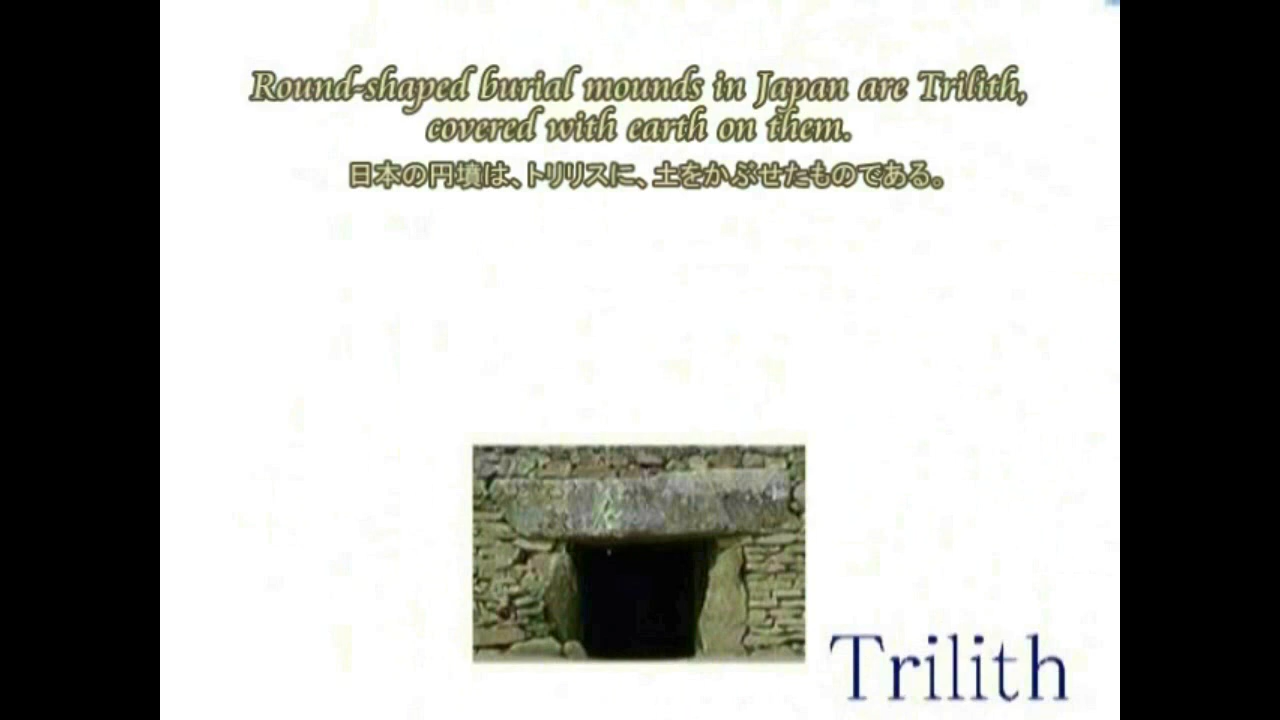 Round-shaped burial mounds in Japan are Trilith,
covered with earth on them.
日本の円墳は、トリリスに、土をかぶせたものである。
Trilith